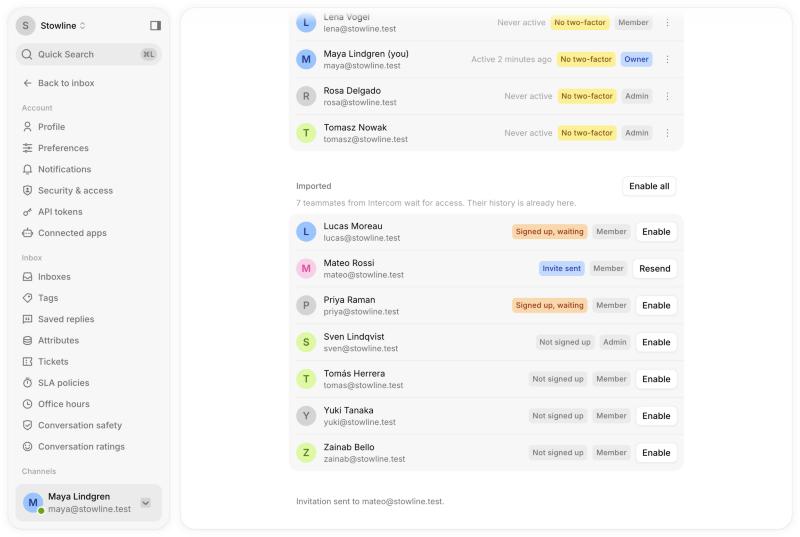 S Stowline
Quick Search ⌘L
Back to inbox
Account
Profile
Preferences
Notifications
Security & access
API tokens
Connected apps
Inbox
Inboxes
Tags
Saved replies
Attributes
Tickets
SLA policies
Office hours
Conversation safety
Conversation ratings
Channels
M Maya Lindgren
maya@stowline.test
L Lena Vogel
lena@stowline.test
Never active No two-factor Member
M Maya Lindgren (you)
maya@stowline.test
Active 2 minutes ago No two-factor Owner
R Rosa Delgado
rosa@stowline.test
Never active No two-factor Admin
T Tomasz Nowak
tomasz@stowline.test
Never active No two-factor Admin
Imported
Enable all
7 teammates from Intercom wait for access. Their history is already here.
L Lucas Moreau
lucas@stowline.test
Signed up, waiting Member Enable
M Mateo Rossi
mateo@stowline.test
Invite sent Member Resend
P Priya Raman
priya@stowline.test
Signed up, waiting Member Enable
S Sven Lindqvist
sven@stowline.test
Not signed up Admin Enable
T Tomás Herrera
tomas@stowline.test
Not signed up Member Enable
Y Yuki Tanaka
yuki@stowline.test
Not signed up Member Enable
Z Zainab Bello
zainab@stowline.test
Not signed up Member Enable
Invitation sent to mateo@stowline.test.